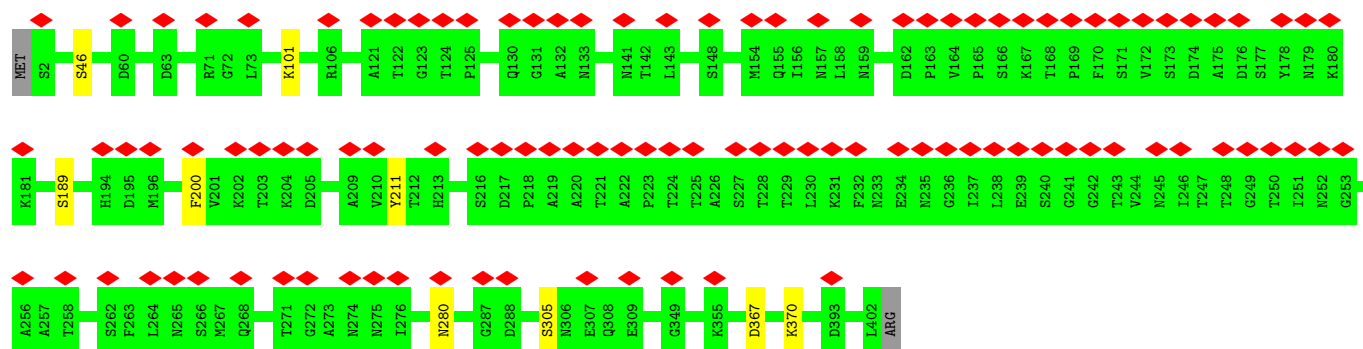 MET S2 S46 D60 D63 R71 G72 L73 K101 R106 A121 T122 G123 T124 P125 Q130 G131 A132 N133 N141 T142 L143 S148 M154 Q155 I156 N157 L158 N159 D162 P163 V164 P165 S166 K167 T168 P169 F170 S171 V172 S173 D174 A175 D176 S177 Y178 N179 K180
K181 S189 H194 D195 M196 F200 V201 K202 T203 K204 D205 A209 V210 Y211 T212 H213 S216 D217 P218 A219 A220 T221 A222 P223 T224 T225 A226 S227 T228 T229 L230 K231 F232 N233 E234 N235 G236 I237 L238 E239 S240 G241 G242 T243 V244 N245 I246 T247 T248 G249 T250 I251 N252 G253
A256 A257 T258 S262 F263 L264 N265 S266 M267 Q268 T271 G272 A273 N274 N275 I276 N280 G287 D288 S305 N306 E307 Q308 E309 G349 K355 D367 K370 D393 L402 ARG